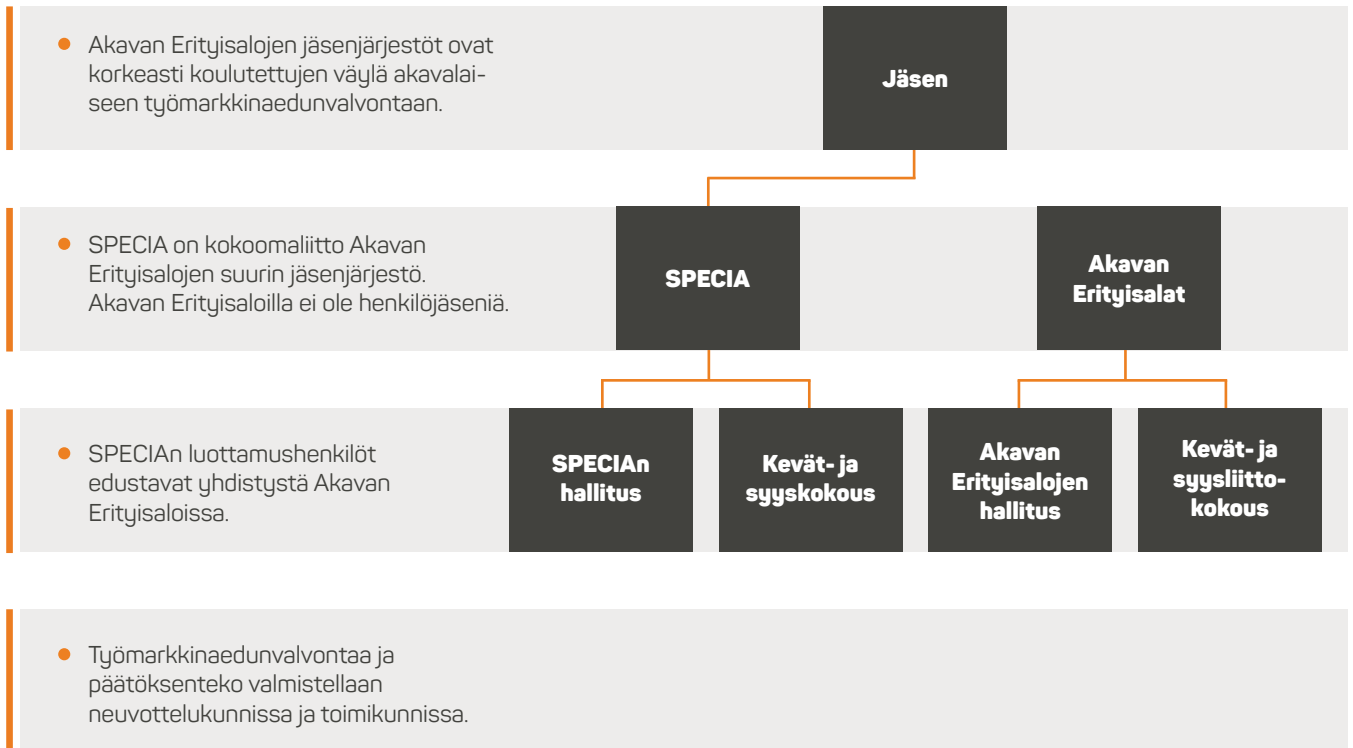 Akavan Erityisalojen jäsenjärjestöt ovat
korkeasti koulutettujen väylä akavalai-
seen työmarkkinaedunvalvontaan.
Jäsen
SPECIA on kokoomaliitto Akavan
Erityisalojen suurin jäsenjärjestö.
Akavan Erityisaloilla ei ole henkilöjäseniä.
SPECIA
Akavan
Erityisalat
SPECIAn luottamushenkilöt
edustavat yhdistystä Akavan
Erityisaloissa.
SPECIAn
hallitus
Kevät- ja
syyskokous
Akavan
Erityisalojen
hallitus
Kevät- ja
syysliitto-
kokous
Työmarkkinaedunvalvontaa ja
päätöksenteko valmistellaan
neuvottelukunnissa ja toimikunnissa.